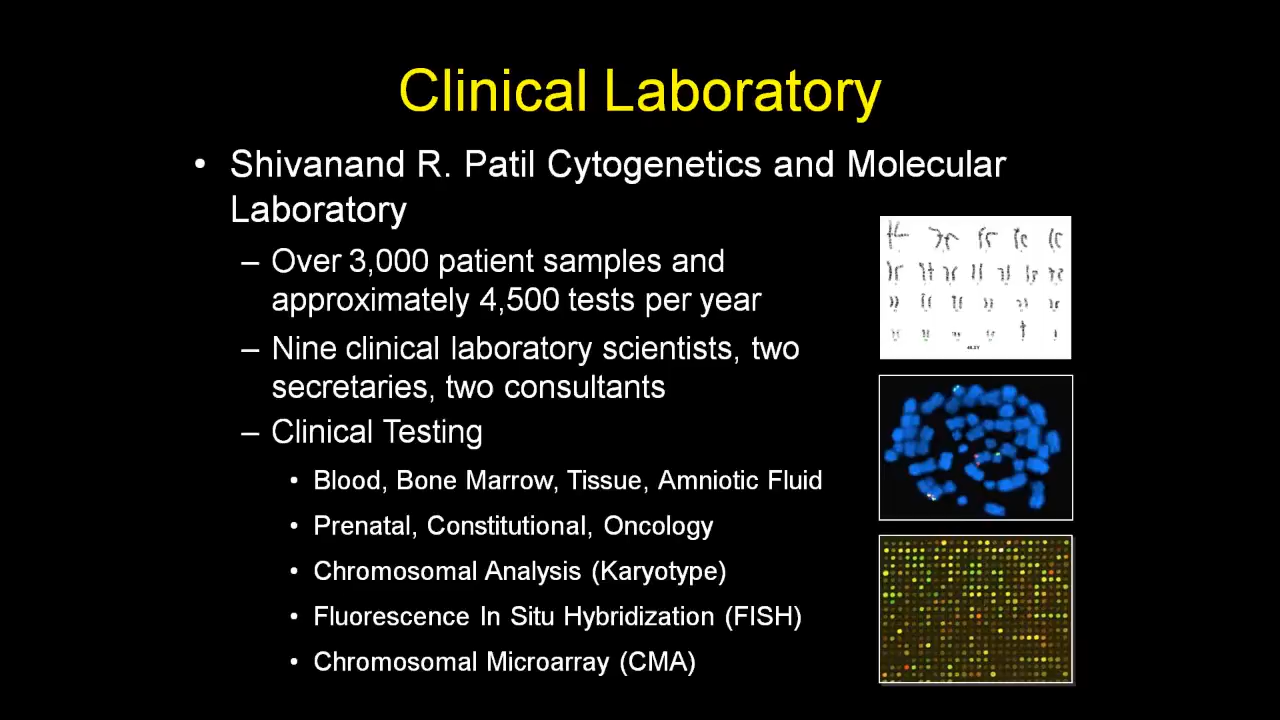 Clinical Laboratory
• Shivanand R. Patil Cytogenetics and Molecular
Laboratory
– Over 3,000 patient samples and
approximately 4,500 tests per year
– Nine clinical laboratory scientists, two
secretaries, two consultants
– Clinical Testing
• Blood, Bone Marrow, Tissue, Amniotic Fluid
• Prenatal, Constitutional, Oncology
• Chromosomal Analysis (Karyotype)
• Fluorescence In Situ Hybridization (FISH)
• Chromosomal Microarray (CMA)